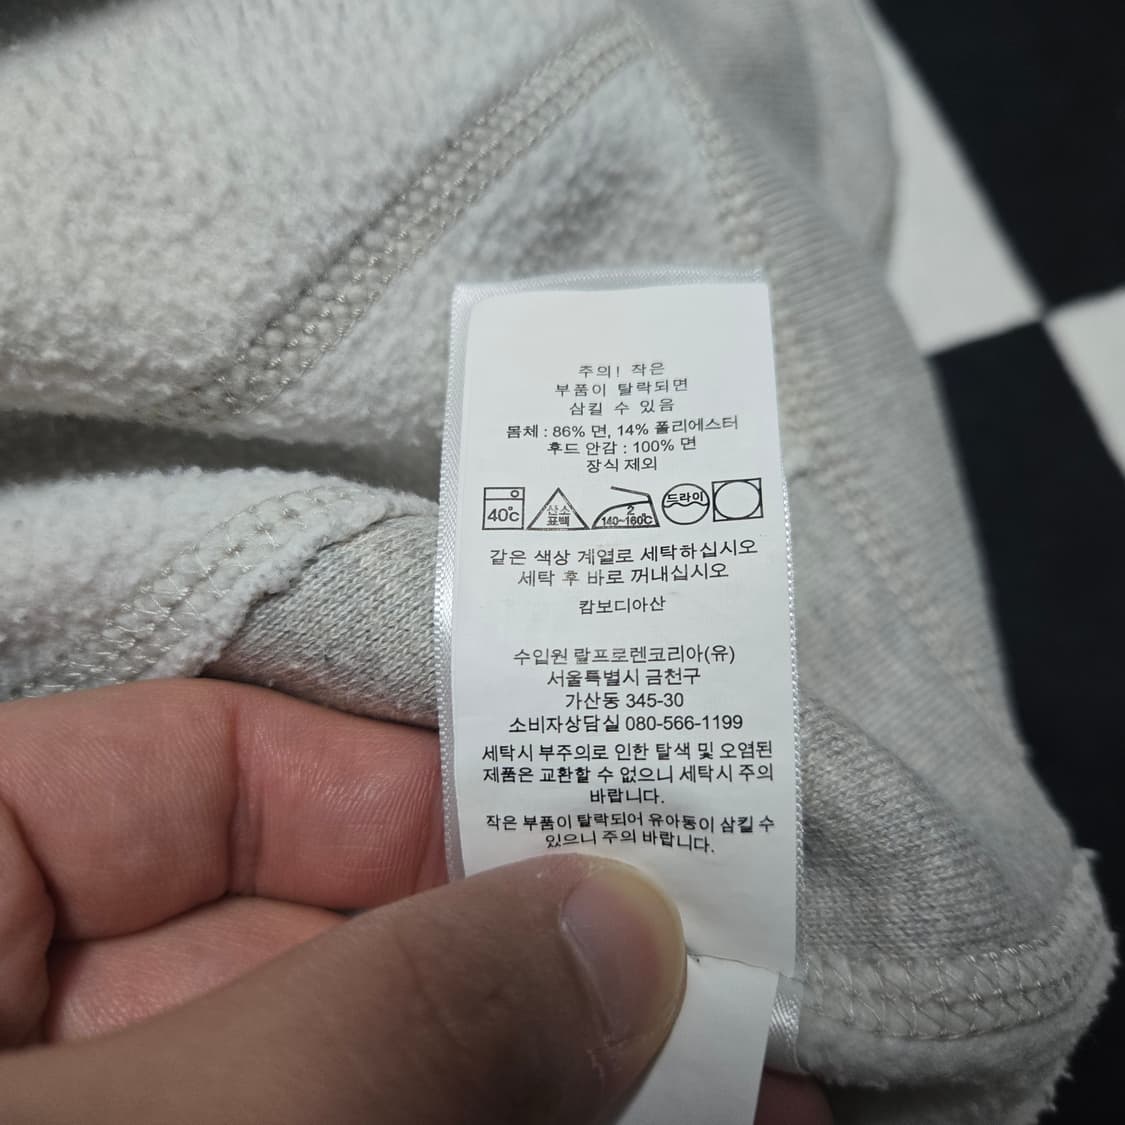 주의! 작은
부품이 탈락되면
삼킬 수 있음
몸체 : 86% 면, 14% 폴리에스터
후드 안감 : 100% 면
장식 제외
40℃ 산소 표백 2 140~160℃ 드라이
같은 색상 계열로 세탁하십시오
세탁 후 바로 꺼내십시오
캄보디아산
수입원 랄프로렌코리아(유)
서울특별시 금천구
가산동 345-30
소비자상담실 080-566-1199
세탁시 부주의로 인한 탈색 및 오염된
제품은 교환할 수 없으니 세탁시 주의
바랍니다.
작은 부품이 탈락되어 유아동이 삼킬 수
있으니 주의 바랍니다.